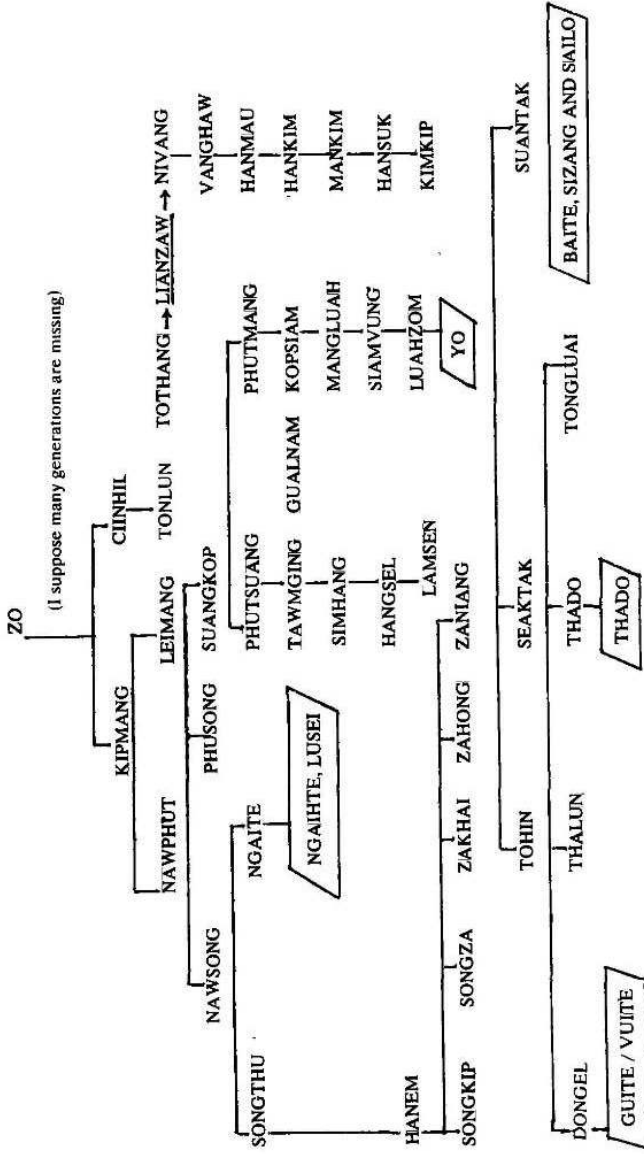 ZO
(I suppose many generations are missing)
KIPMANG CIINHIL
NAWPHUT LEIMANG TONLUN TOTHANG → LIANZAW → NIVANG
NAWSONG PHUSONG SUANGKOP VANGHAW
SONGTHU NGAITE PHUTSUANG PHUTMANG HANMAU
NGAIHTE, LUSEI TAWMGING GUALNAM KOPSIAM HANKIM
SIMHANG MANGLUAH MANKIM
HANGSEL SIAMVUNG HANSUK
HANEM LAMSEN LUAHZOM KIMKIP
SONGKIP SONGZA ZAKHAI ZAHONG ZANIANG YO
TOHIN SEAKTAK SUANTAK
DONGEL THALUN THADO TONGLUAI BAITE, SIZANG AND SAILO
GUITE / VUITE THADO